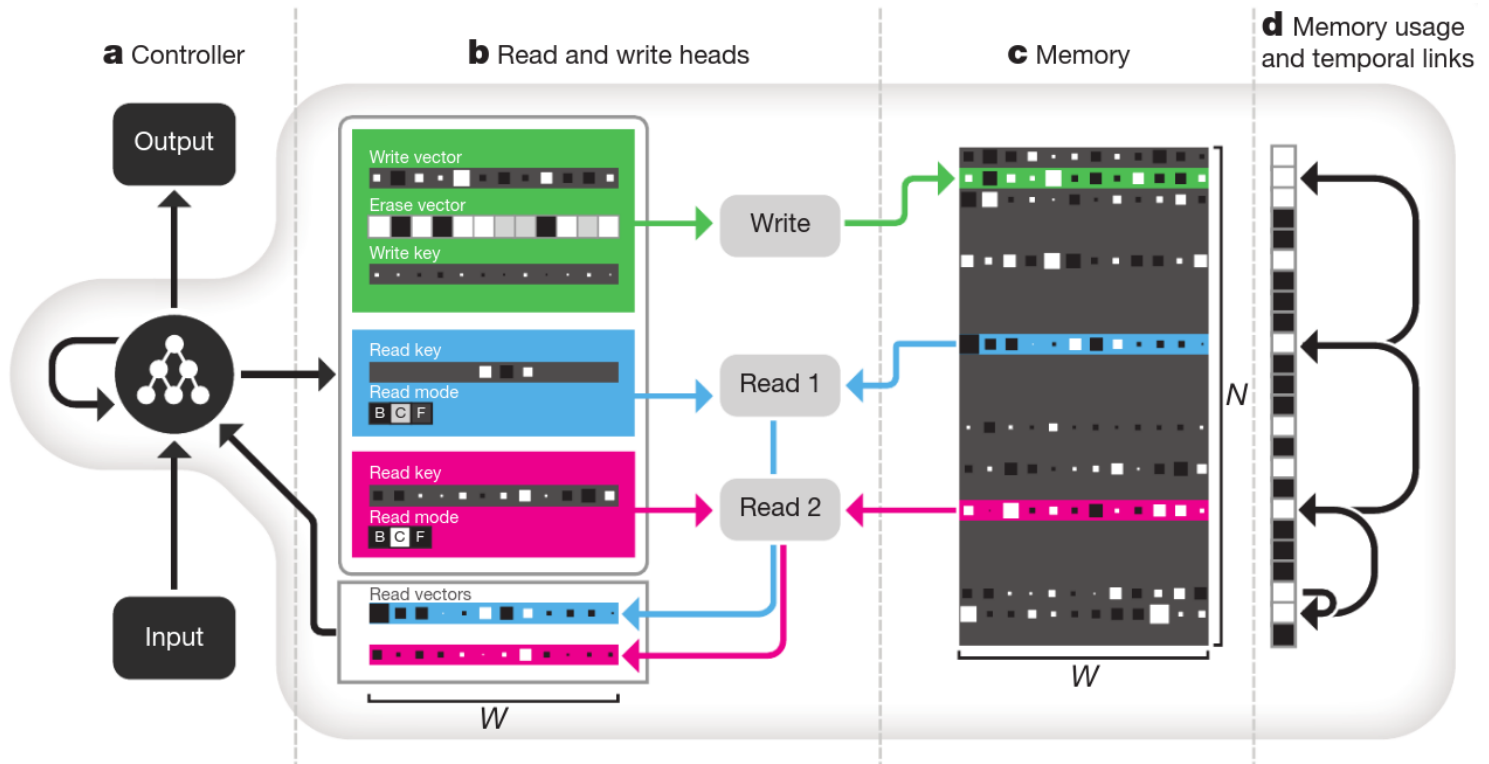 a Controller
b Read and write heads
c Memory
d Memory usage
and temporal links
Output
Input
Write vector
Erase vector
Write key
Read key
Read mode
B C F
Read key
Read mode
B C F
Read vectors
W
Write
Read 1
Read 2
N
W